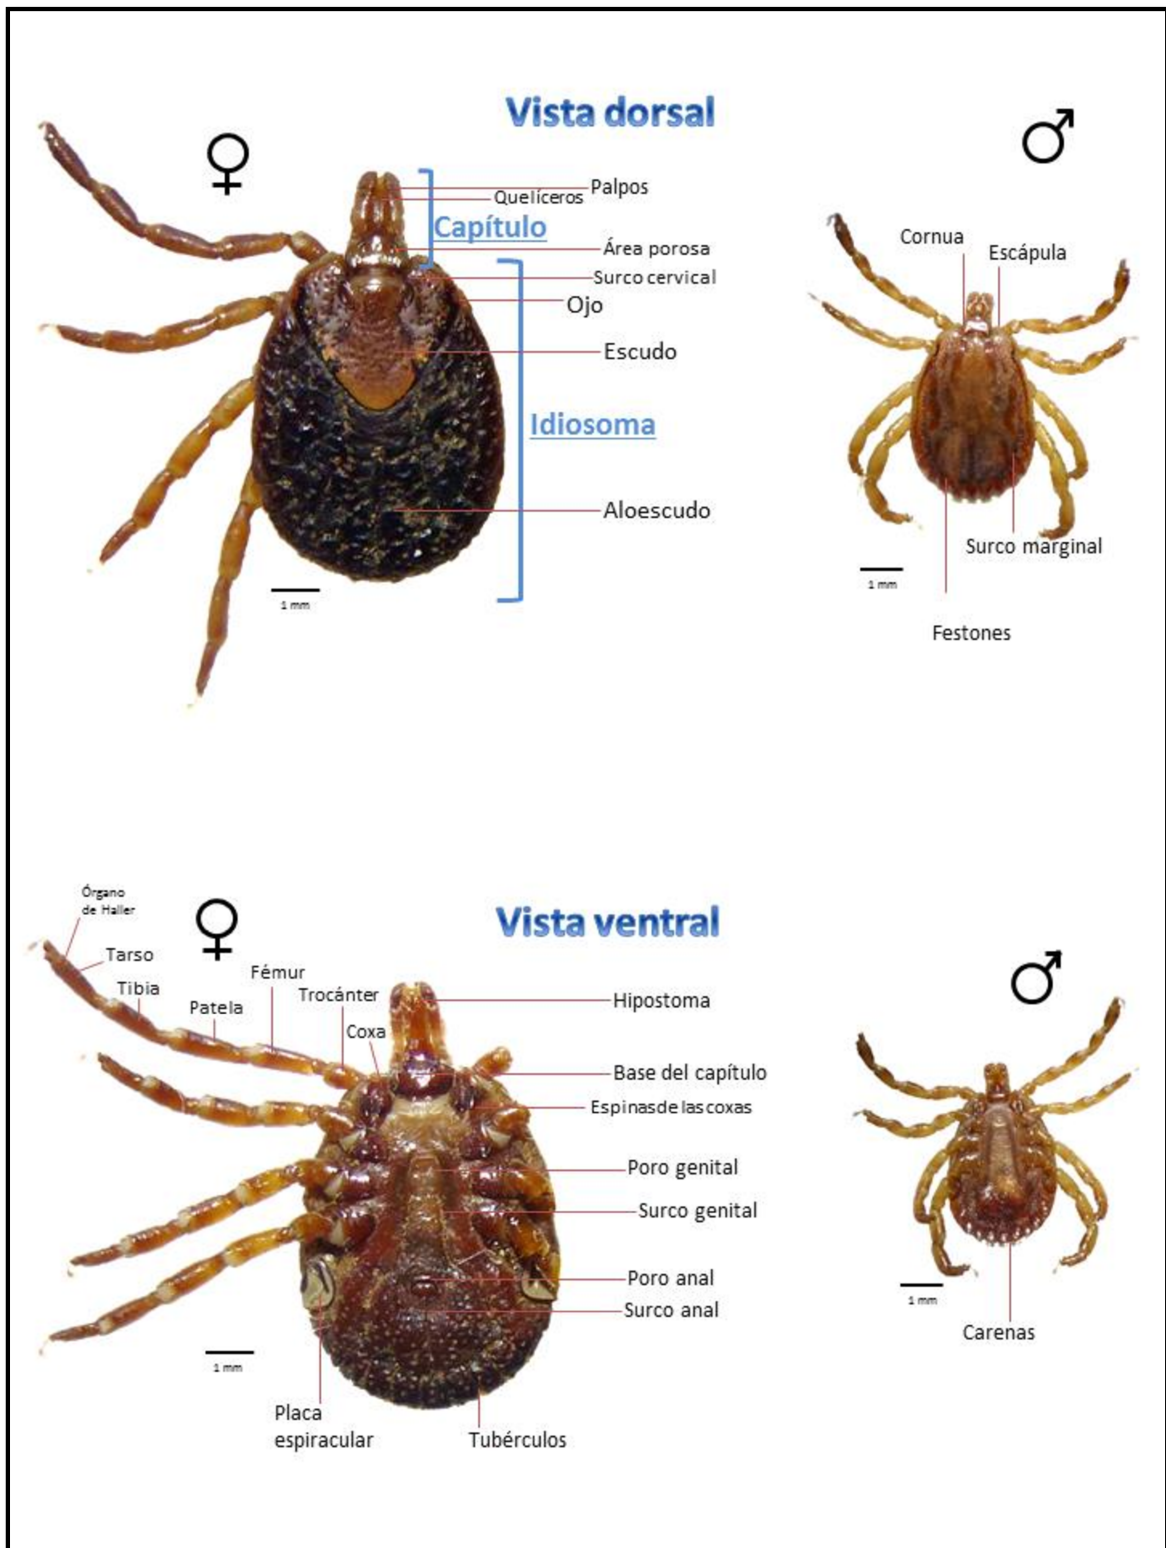 Vista dorsal
♀
♂
Palpos
Quelíceros
Capítulo
Área porosa
Surco cervical
Ojo
Escudo
Idiosoma
Aloescudo
1 mm
Cornua
Escápula
Surco marginal
1 mm
Festones
Vista ventral
♀
♂
Órgano
de Haller
Tarso
Tibia
Patela
Fémur
Trocánter
Coxa
Hipostoma
Base del capítulo
Espinas de las coxas
Poro genital
Surco genital
Poro anal
Surco anal
1 mm
Placa
espiracular
Tubérculos
1 mm
Carenas